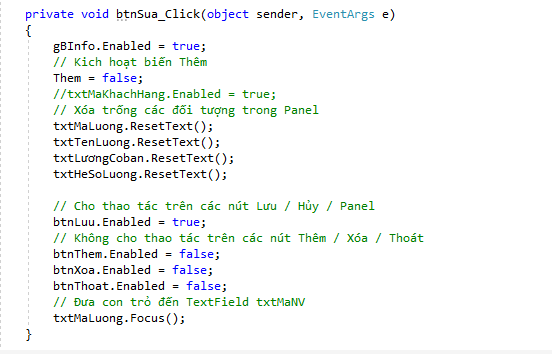 private void btnSua_Click(object sender, EventArgs e)
{
gBInfo.Enabled = true;
// Kich hoạt biến Thêm
Them = false;
//txtMaKhachHang.Enabled = true;
// Xóa trống các đối tượng trong Panel
txtMaLuong.ResetText();
txtTenLuong.ResetText();
txtLươngCoban.ResetText();
txtHeSoLuong.ResetText();
// Cho thao tác trên các nút Lưu / Hủy / Panel
btnLuu.Enabled = true;
// Không cho thao tác trên các nút Thêm / Xóa / Thoát
btnThem.Enabled = false;
btnXoa.Enabled = false;
btnThoat.Enabled = false;
// Đưa con trỏ đến TextField txtMaNV
txtMaLuong.Focus();
}